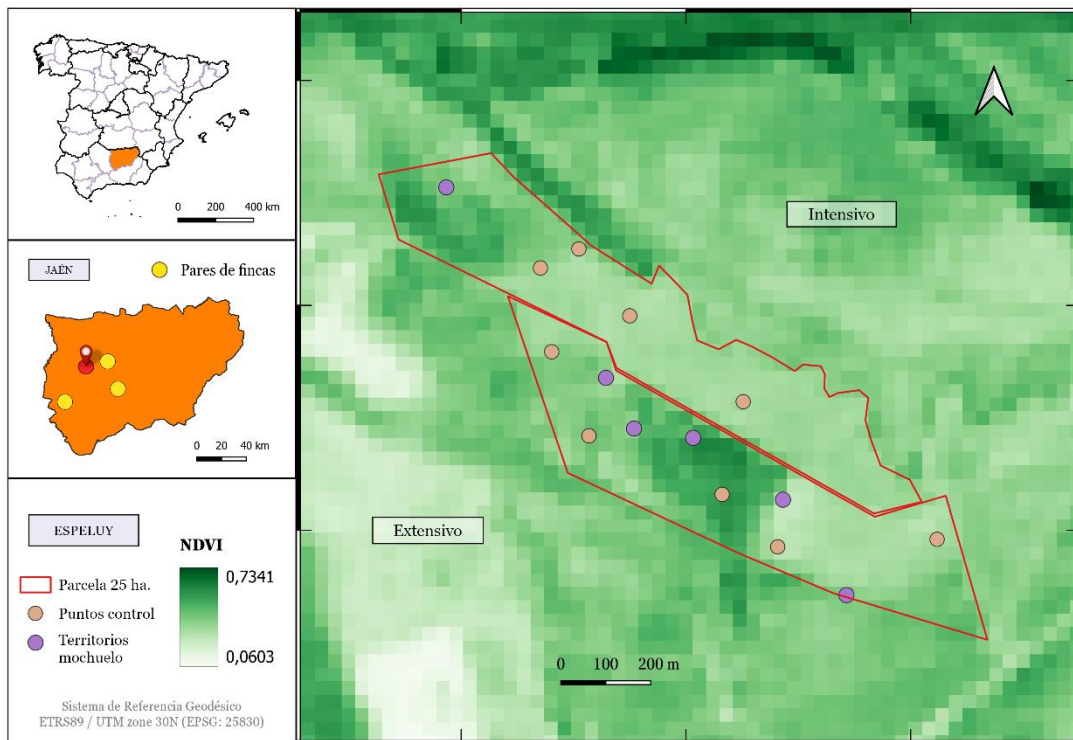 0 200 400 km
JAÉN
Pares de fincas
0 20 40 km
ESPELUY
NDVI
0,7341
0,0603
Parcela 25 ha.
Puntos control
Territorios
mochuelo
Sistema de Referencia Geodésico
ETRS89 / UTM zone 30N (EPSG: 25830)
Intensivo
Extensivo
0 100 200 m